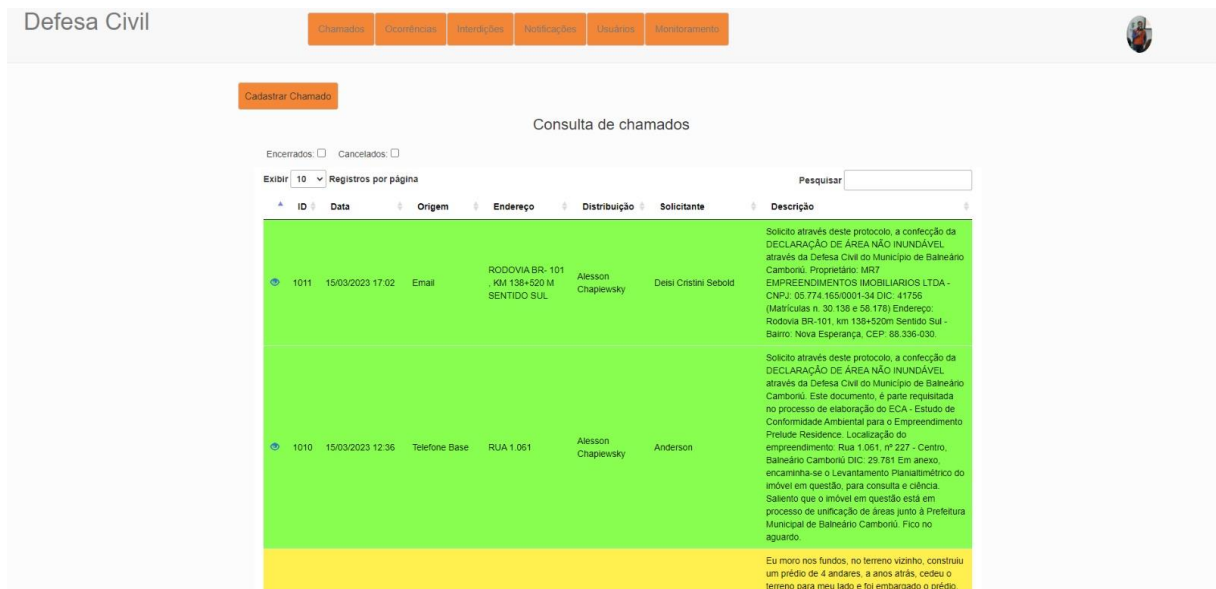 Defesa Civil
Chamados Ocorrências Interdições Notificações Usuários Monitoramento
Cadastrar Chamado
Consulta de chamados
Encerrados: Cancelados:
Exibir 10 Registros por página Pesquisar
ID Data Origem Endereço Distribuição Solicitante Descrição
1011 15/03/2023 17:02 Email
RODOVIA BR- 101
, KM 138+520 M
SENTIDO SUL
Alesson
Chapiewsky
Deisi Cristini Sebold
Solicito através deste protocolo, a confecção da
DECLARAÇÃO DE ÁREA NÃO INUNDÁVEL
através da Defesa Civil do Município de Balneário
Camboriú. Proprietário: MR7
EMPREENDIMENTOS IMOBILIARIOS LTDA -
CNPJ: 05.774.165/0001-34 DIC: 41756
(Matrículas n. 30.138 e 58.178) Endereço:
Rodovia BR-101, km 138+520m Sentido Sul -
Bairro: Nova Esperança, CEP: 88.336-030.
1010 15/03/2023 12:36 Telefone Base RUA 1.061
Alesson
Chapiewsky
Anderson
Solicito através deste protocolo, a confecção da
DECLARAÇÃO DE ÁREA NÃO INUNDÁVEL
através da Defesa Civil do Município de Balneário
Camboriú. Este documento, é parte requisitada
no processo de elaboração do ECA - Estudo de
Conformidade Ambiental para o Empreendimento
Prelude Residence. Localização do
empreendimento: Rua 1.061, nº 227 - Centro,
Balneário Camboriú DIC: 29.781 Em anexo,
encaminha-se o Levantamento Planialtimétrico do
imóvel em questão, para consulta e ciência.
Saliento que o imóvel em questão está em
processo de unificação de áreas junto à Prefeitura
Municipal de Balneário Camboriú. Fico no
aguardo.
Eu moro nos fundos, no terreno vizinho, construiu
um prédio de 4 andares, a anos atrás, cedeu o
terreno para meu lado e foi embargado o prédio,